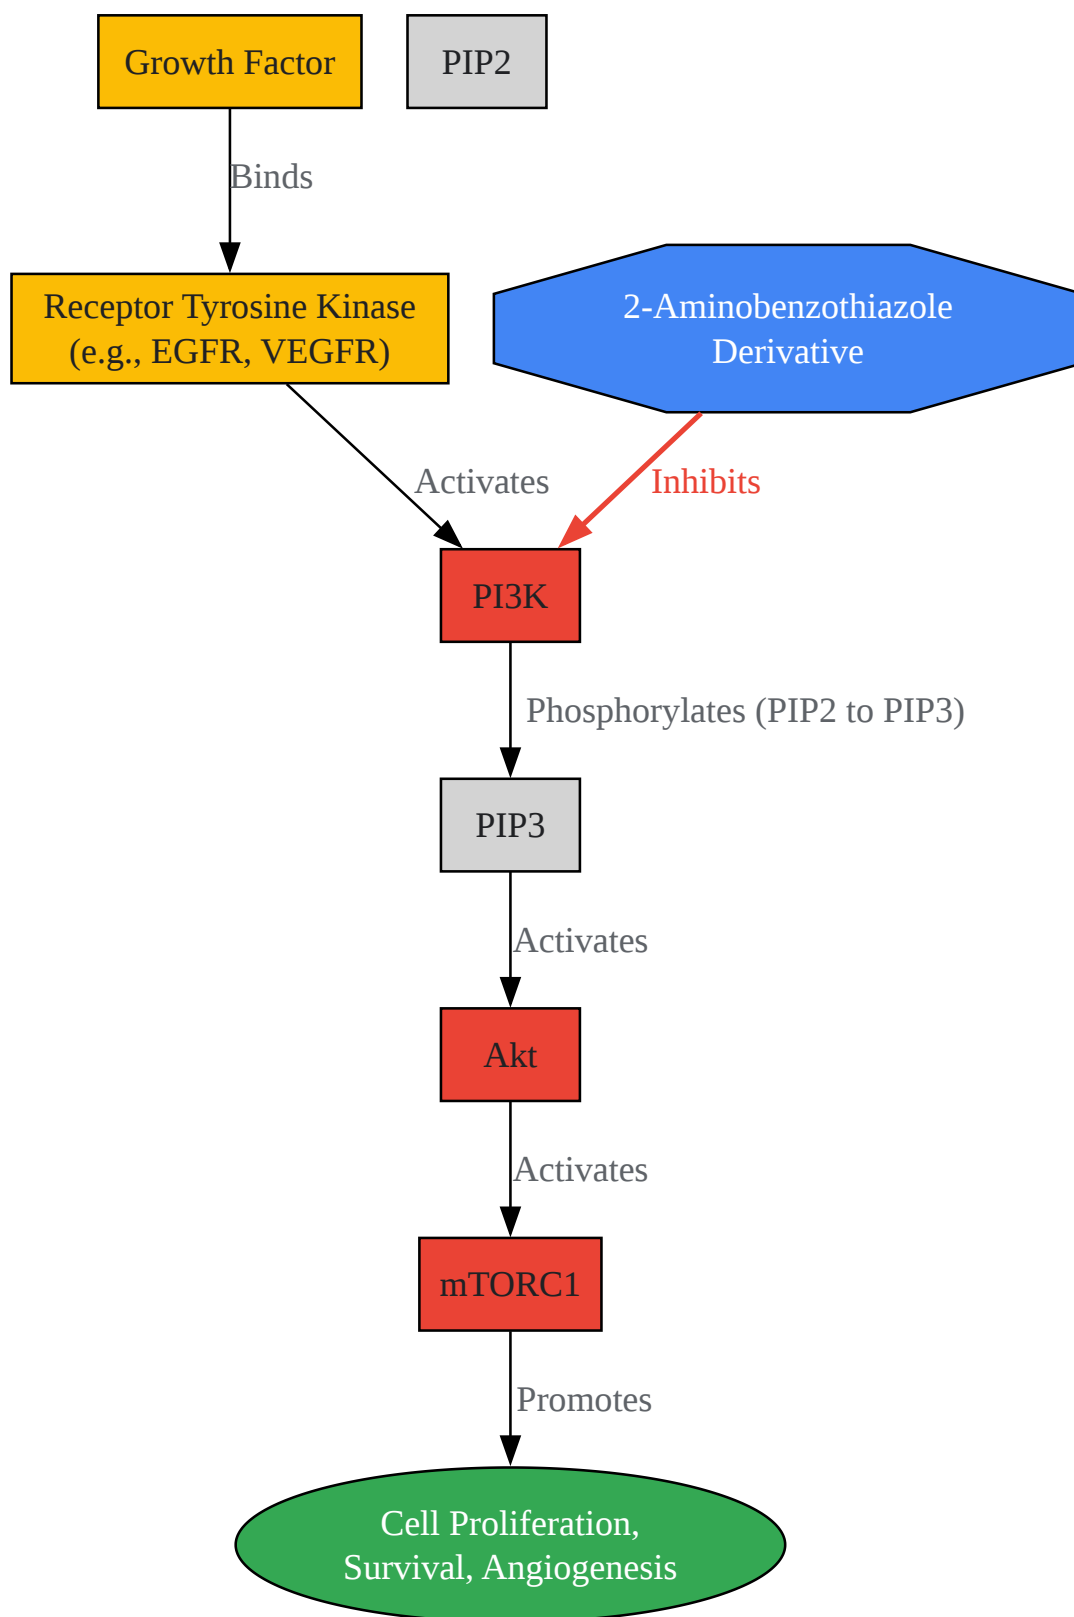 Growth Factor
PIP2
Binds
Receptor Tyrosine Kinase
(e.g., EGFR, VEGFR)
2-Aminobenzothiazole
Derivative
Activates
Inhibits
PI3K
Phosphorylates (PIP2 to PIP3)
PIP3
Activates
Akt
Activates
mTORC1
Promotes
Cell Proliferation,
Survival, Angiogenesis